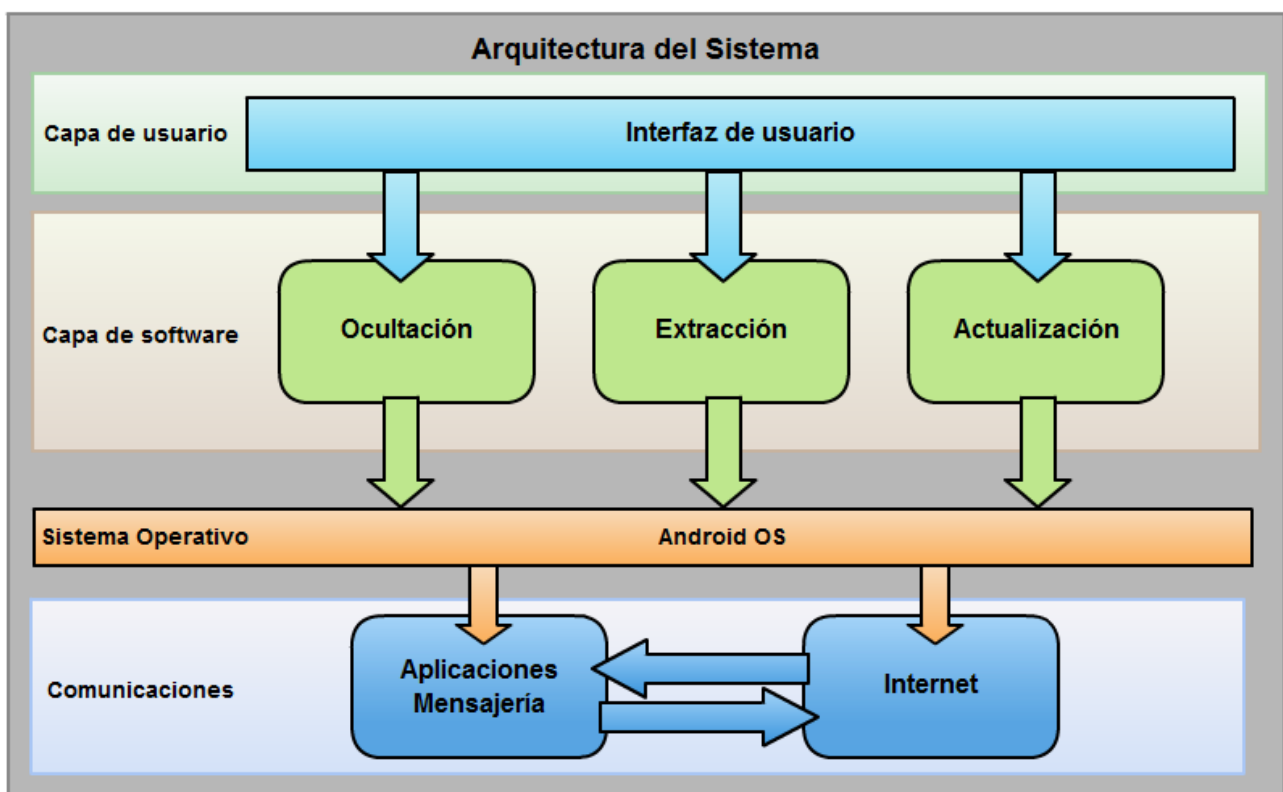 Arquitectura del Sistema
Capa de usuario
Interfaz de usuario
Capa de software
Ocultación
Extracción
Actualización
Sistema Operativo
Android OS
Comunicaciones
Aplicaciones
Mensajería
Internet